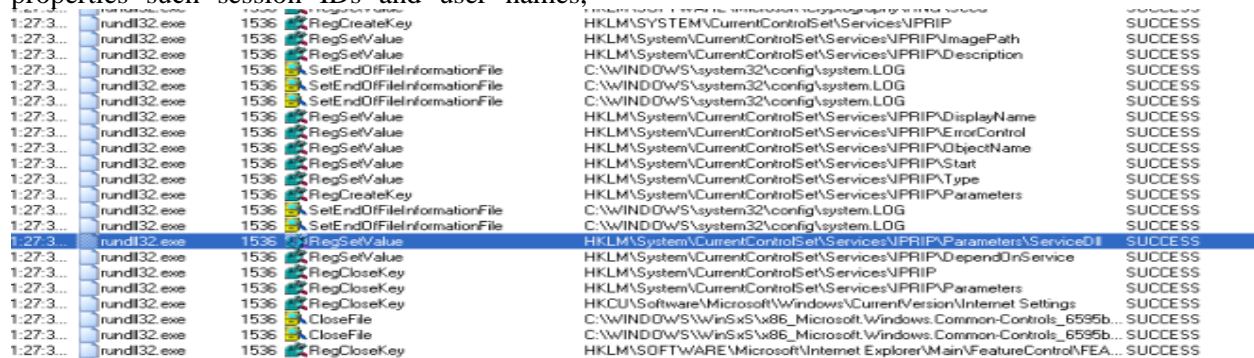 properties such session IDs and user names,
1:27:3... rundll32.exe 1536 RegCreateKey HKLM\SYSTEM\CurrentControlSet\Services\IPRIP SUCCESS
1:27:3... rundll32.exe 1536 RegSetValue HKLM\System\CurrentControlSet\Services\IPRIP\ImagePath SUCCESS
1:27:3... rundll32.exe 1536 RegSetValue HKLM\System\CurrentControlSet\Services\IPRIP\Description SUCCESS
1:27:3... rundll32.exe 1536 SetEndOfFileInformationFile C:\WINDOWS\system32\config\system.LOG SUCCESS
1:27:3... rundll32.exe 1536 SetEndOfFileInformationFile C:\WINDOWS\system32\config\system.LOG SUCCESS
1:27:3... rundll32.exe 1536 SetEndOfFileInformationFile C:\WINDOWS\system32\config\system.LOG SUCCESS
1:27:3... rundll32.exe 1536 RegSetValue HKLM\System\CurrentControlSet\Services\IPRIP\DisplayName SUCCESS
1:27:3... rundll32.exe 1536 RegSetValue HKLM\System\CurrentControlSet\Services\IPRIP\ErrorControl SUCCESS
1:27:3... rundll32.exe 1536 RegSetValue HKLM\System\CurrentControlSet\Services\IPRIP\ObjectName SUCCESS
1:27:3... rundll32.exe 1536 RegSetValue HKLM\System\CurrentControlSet\Services\IPRIP\Start SUCCESS
1:27:3... rundll32.exe 1536 RegSetValue HKLM\System\CurrentControlSet\Services\IPRIP\Type SUCCESS
1:27:3... rundll32.exe 1536 RegCreateKey HKLM\System\CurrentControlSet\Services\IPRIP\Parameters SUCCESS
1:27:3... rundll32.exe 1536 SetEndOfFileInformationFile C:\WINDOWS\system32\config\system.LOG SUCCESS
1:27:3... rundll32.exe 1536 SetEndOfFileInformationFile C:\WINDOWS\system32\config\system.LOG SUCCESS
1:27:3... rundll32.exe 1536 RegSetValue HKLM\System\CurrentControlSet\Services\IPRIP\Parameters\ServiceDll SUCCESS
1:27:3... rundll32.exe 1536 RegSetValue HKLM\System\CurrentControlSet\Services\IPRIP\DependOnService SUCCESS
1:27:3... rundll32.exe 1536 RegCloseKey HKLM\System\CurrentControlSet\Services\IPRIP SUCCESS
1:27:3... rundll32.exe 1536 RegCloseKey HKLM\System\CurrentControlSet\Services\IPRIP\Parameters SUCCESS
1:27:3... rundll32.exe 1536 RegCloseKey HKCU\Software\Microsoft\Windows\CurrentVersion\Internet Settings SUCCESS
1:27:3... rundll32.exe 1536 CloseFile C:\WINDOWS\WinSxS\x86_Microsoft.Windows.Common-Controls_6595b... SUCCESS
1:27:3... rundll32.exe 1536 CloseFile C:\WINDOWS\WinSxS\x86_Microsoft.Windows.Common-Controls_6595b... SUCCESS
1:27:3... rundll32.exe 1536 RegCloseKey HKLM\SOFTWARE\Microsoft\Internet Explorer\Main\FeatureControl\FEA... SUCCESS